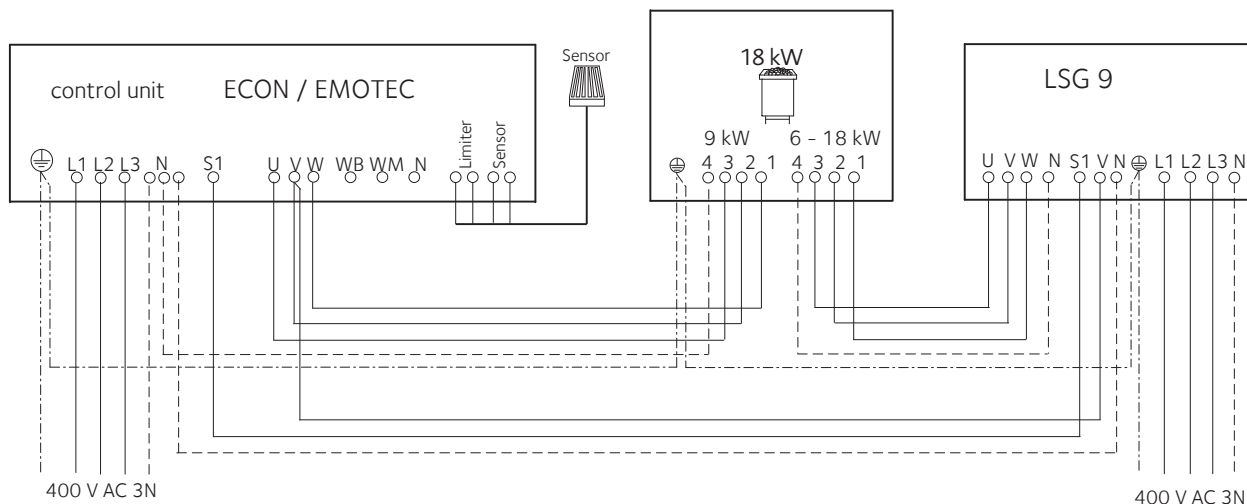 control unit ECON / EMOTEC
L1 L2 L3 N S1 U V W WB WM N Limiter Sensor
Sensor
18 kW
9 kW 6 - 18 kW
4 3 2 1 4 3 2 1
LSG 9
U V W N S1 V N L1 L2 L3 N
400 V AC 3N
400 V AC 3N